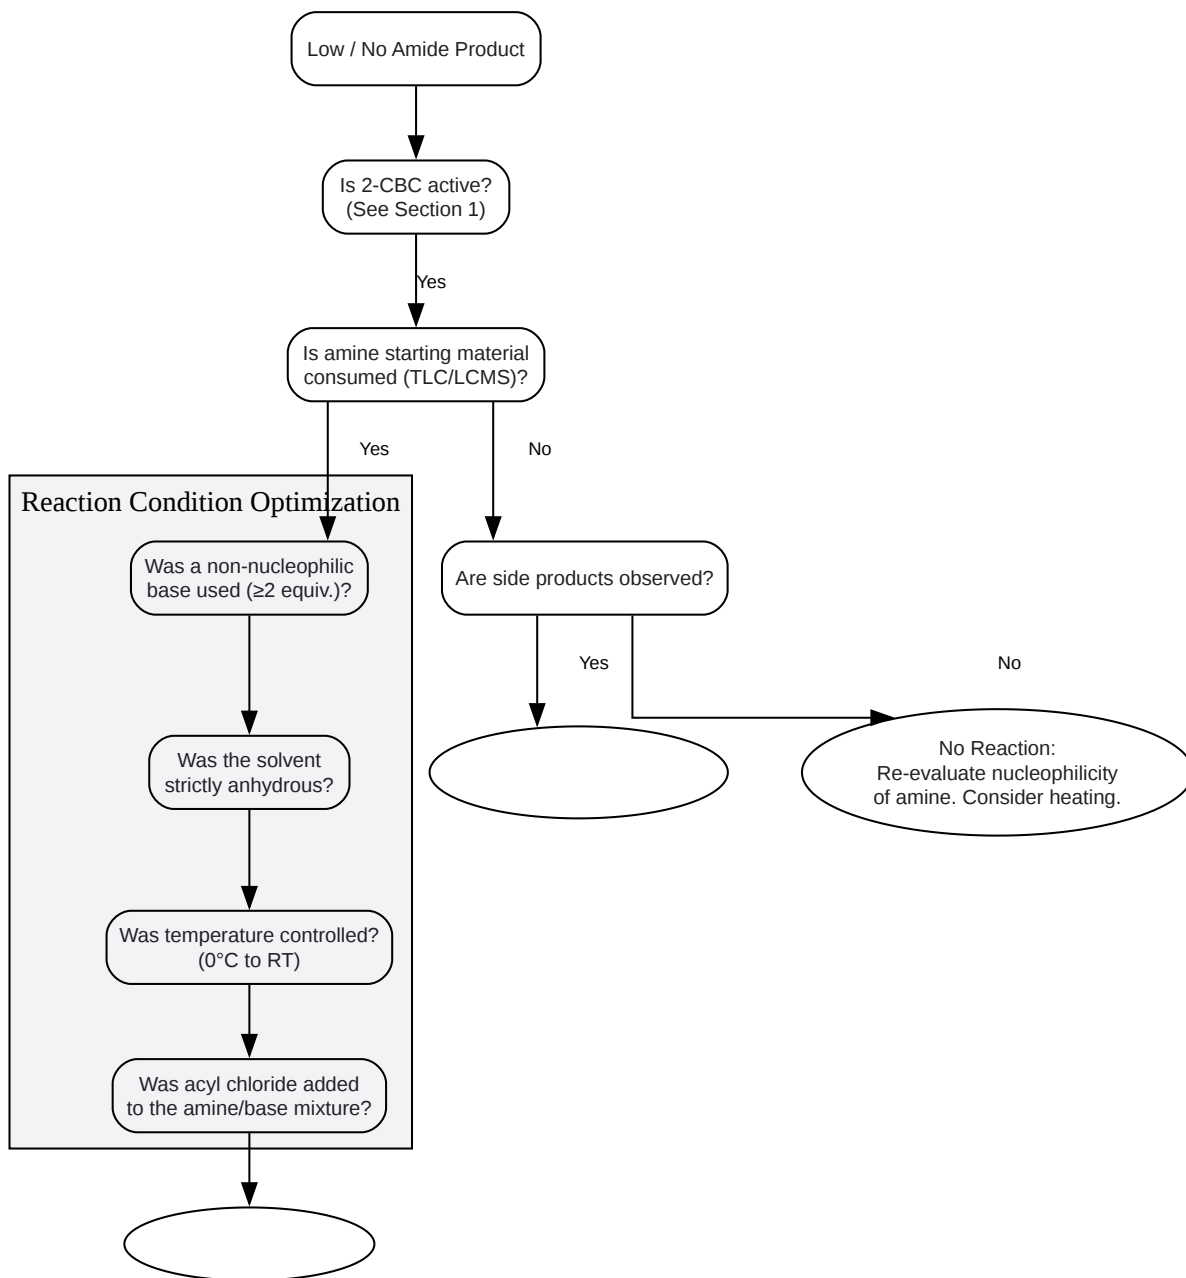 Low / No Amide Product
Is 2-CBC active?
(See Section 1)
Yes
Is amine starting material
consumed (TLC/LCMS)?
Yes
No
Reaction Condition Optimization
Was a non-nucleophilic
base used (≥2 equiv.)?
Are side products observed?
Yes
No
Was the solvent
strictly anhydrous?
No Reaction:
Re-evaluate nucleophilicity
of amine. Consider heating.
Was temperature controlled?
(0°C to RT)
Was acyl chloride added
to the amine/base mixture?